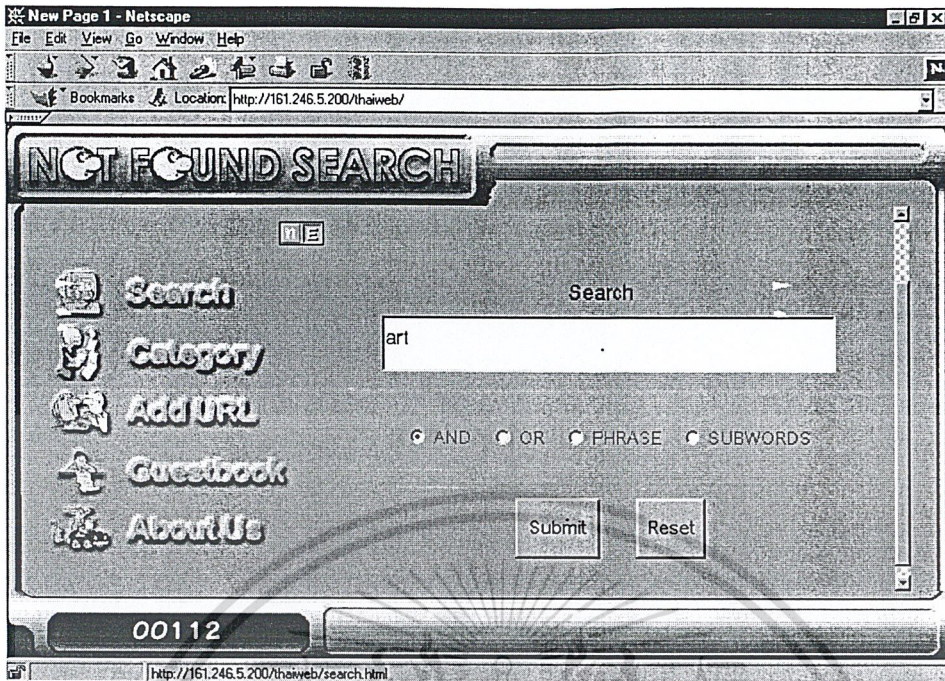 New Page 1 - Netscape
File Edit View Go Window Help
Bookmarks Location: http://161.246.5.200/thaiweb/
NOT FOUND SEARCH
ก E
Search
Category
Add URL
Guestbook
About Us
Search
art
AND OR PHRASE SUBWORDS
Submit Reset
00112
http://161.246.5.200/thaiweb/search.html